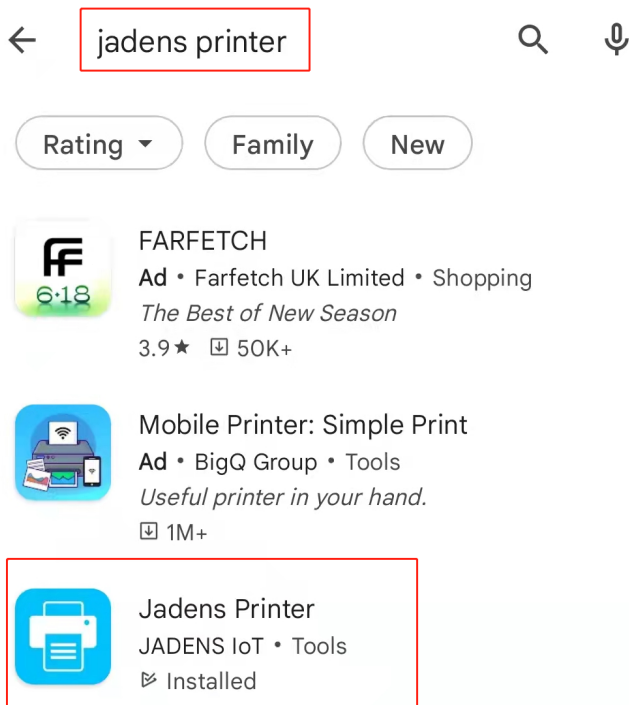 jadens printer
Rating Family New
FARFETCH
Ad • Farfetch UK Limited • Shopping
The Best of New Season
3.9★ 50K+
6·18
Mobile Printer: Simple Print
Ad • BigQ Group • Tools
Useful printer in your hand.
1M+
Jadens Printer
JADENS IoT • Tools
Installed